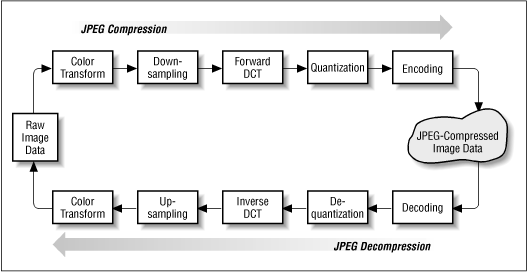 JPEG Compression
Color
Transform
Down-
sampling
Forward
DCT
Quantization
Encoding
Raw
Image
Data
JPEG-Compressed
Image Data
Color
Transform
Up-
sampling
Inverse
DCT
De-
quantization
Decoding
JPEG Decompression